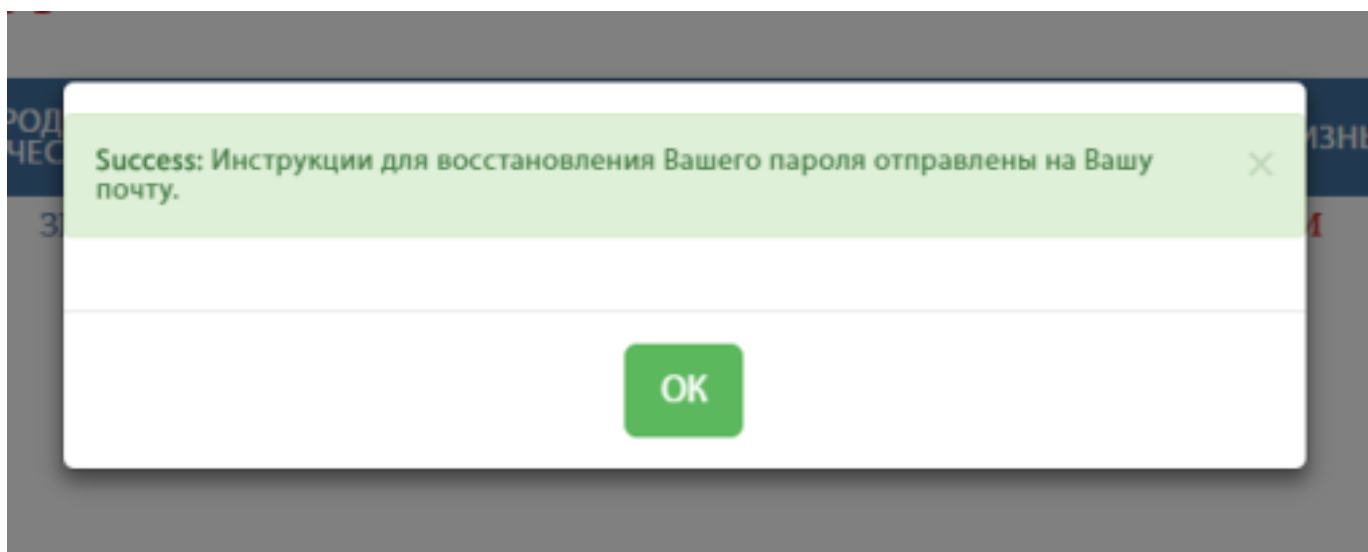 Success: Инструкции для восстановления Вашего пароля отправлены на Вашу
почту.
OK